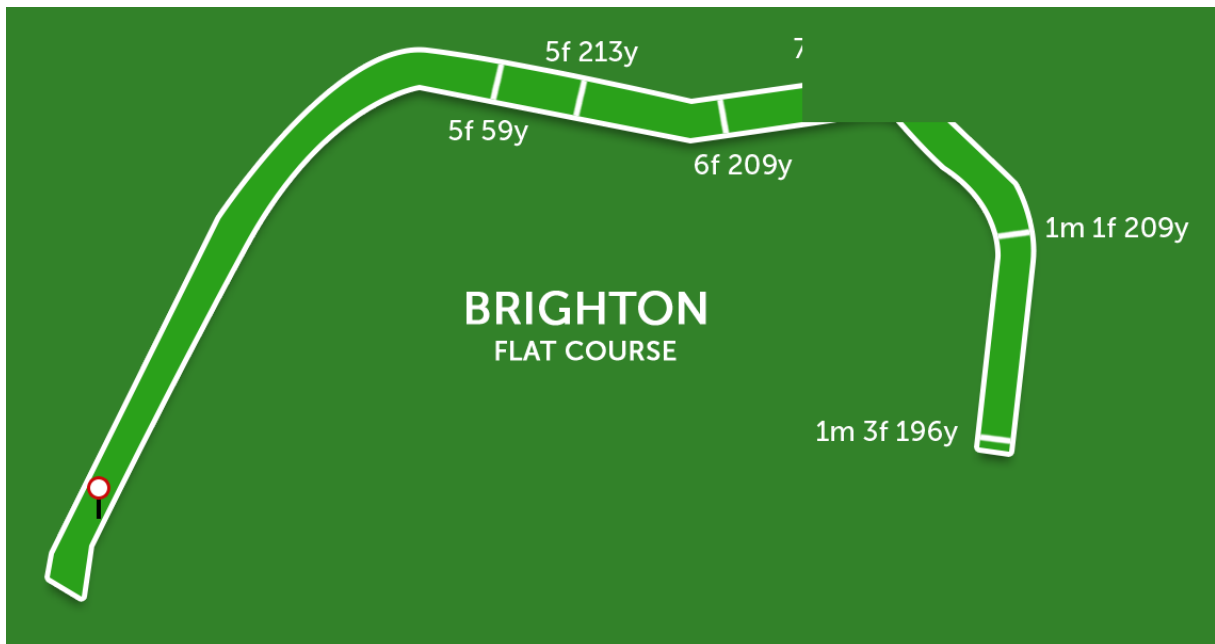 5f 213y
5f 59y
6f 209y
1m 1f 209y
BRIGHTON
FLAT COURSE
1m 3f 196y